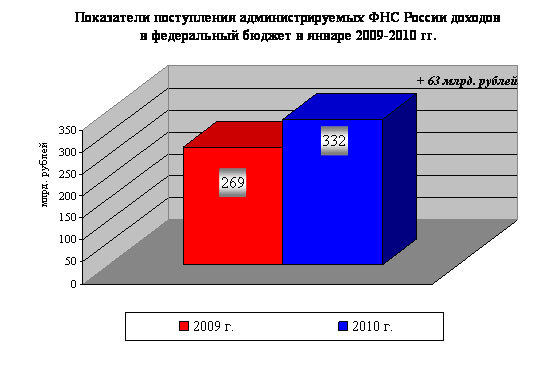 Показатели поступления администрируемых ФНС России доходов
в федеральный бюджет в январе 2009-2010 гг.
+ 63 млрд. рублей
млрд. рублей
350
300
250
200
150
100
50
0
269
332
2009 г.
2010 г.